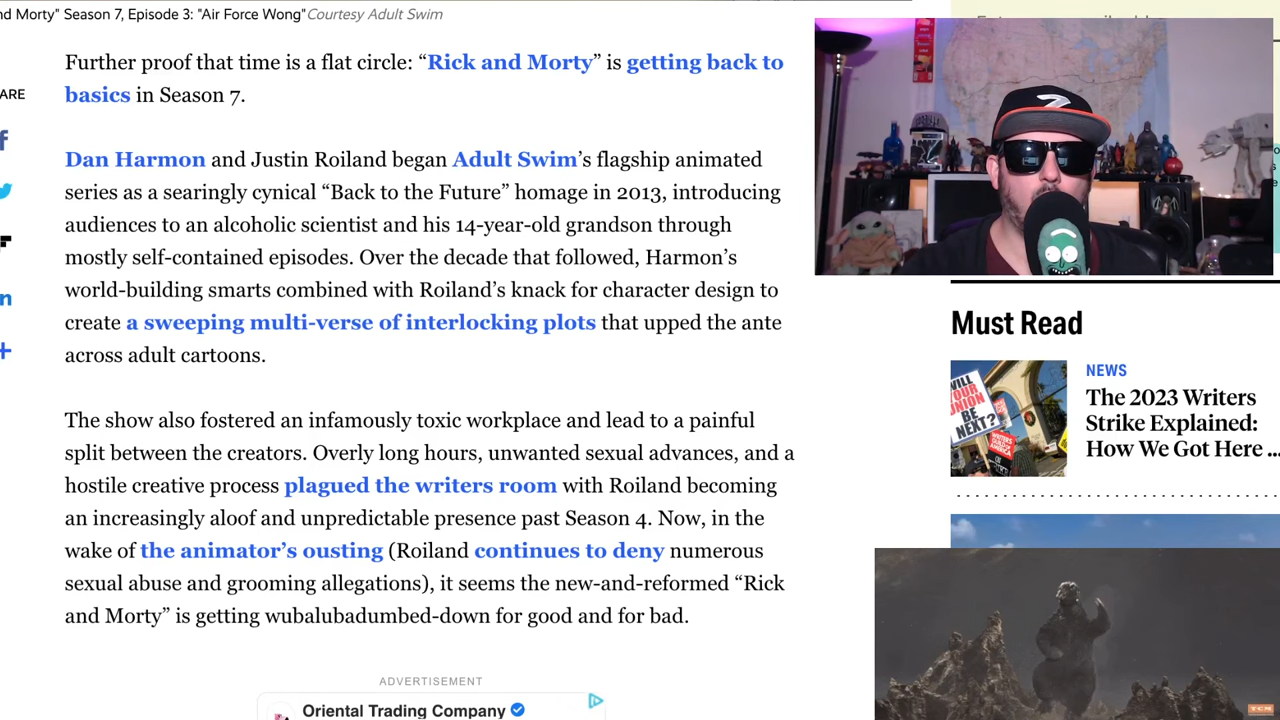 nd Morty" Season 7, Episode 3: "Air Force Wong" Courtesy Adult Swim
ARE
Further proof that time is a flat circle: “Rick and Morty” is getting back to
basics in Season 7.
Dan Harmon and Justin Roiland began Adult Swim’s flagship animated
series as a searingly cynical “Back to the Future” homage in 2013, introducing
audiences to an alcoholic scientist and his 14-year-old grandson through
mostly self-contained episodes. Over the decade that followed, Harmon’s
world-building smarts combined with Roiland’s knack for character design to
create a sweeping multi-verse of interlocking plots that upped the ante
across adult cartoons.
The show also fostered an infamously toxic workplace and lead to a painful
split between the creators. Overly long hours, unwanted sexual advances, and a
hostile creative process plagued the writers room with Roiland becoming
an increasingly aloof and unpredictable presence past Season 4. Now, in the
wake of the animator’s ousting (Roiland continues to deny numerous
sexual abuse and grooming allegations), it seems the new-and-reformed “Rick
and Morty” is getting wubalubadumbed-down for good and for bad.
ADVERTISEMENT
Oriental Trading Company
Must Read
NEWS
The 2023 Writers
Strike Explained:
How We Got Here ...
WILL
YOUR
UNION
BE
NEXT?
TCM